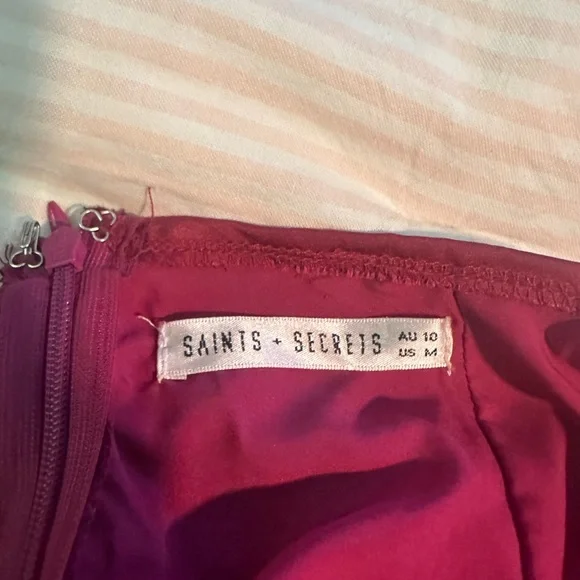 SAINTS + SECRETS AU 10
US M